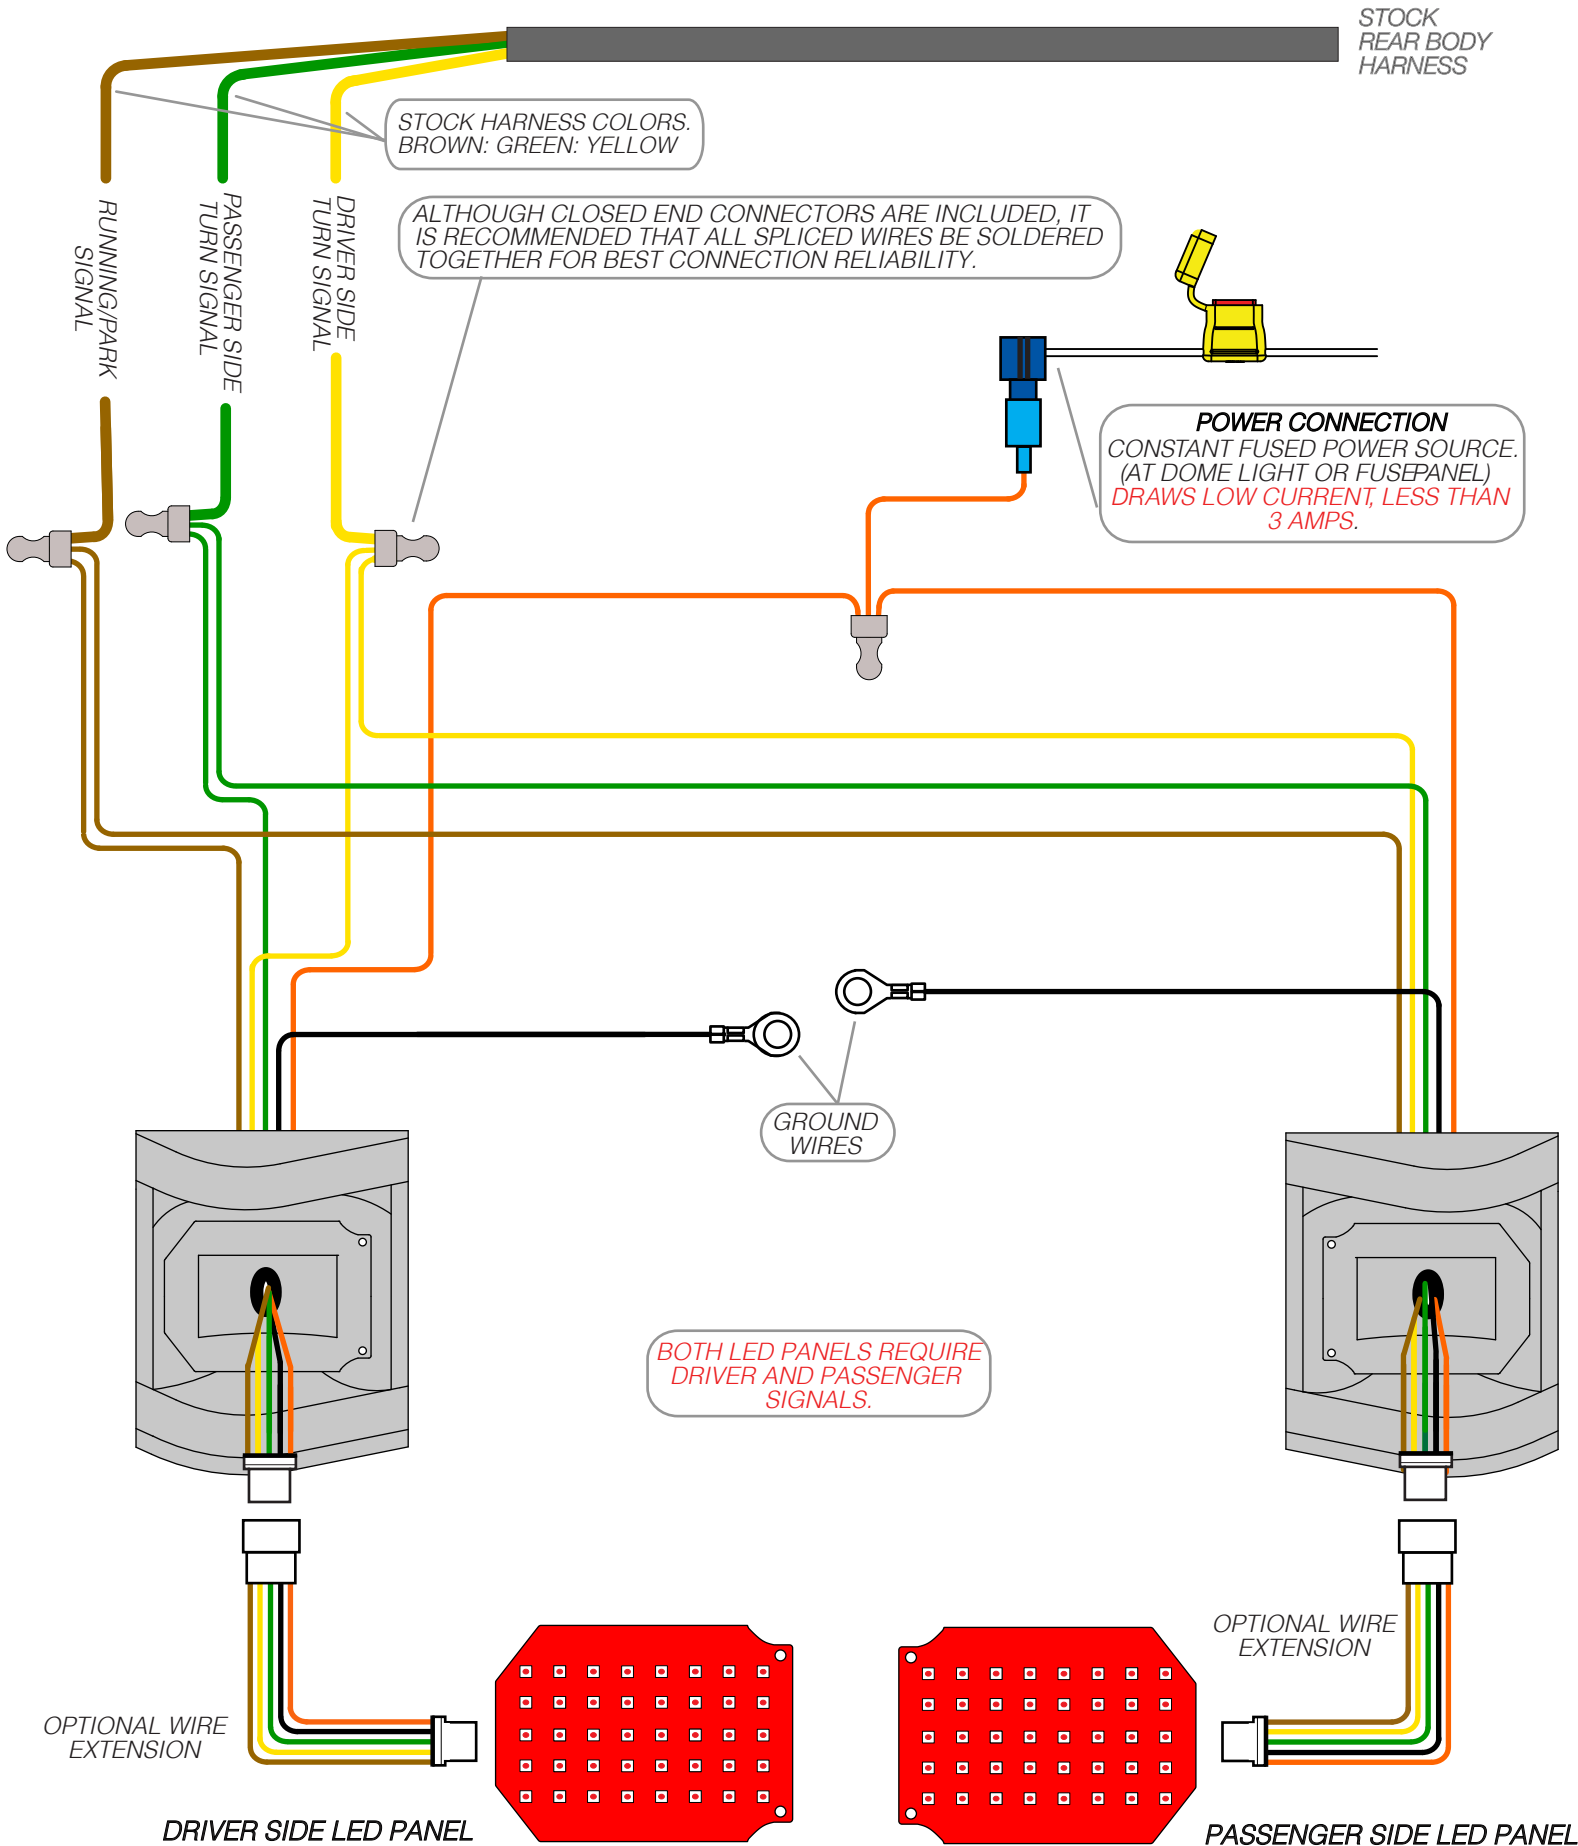 STOCK
REAR BODY
HARNESS
STOCK HARNESS COLORS.
BROWN: GREEN: YELLOW
RUNNING/PARK
SIGNAL
PASSENGER SIDE
TURN SIGNAL
DRIVER SIDE
TURN SIGNAL
ALTHOUGH CLOSED END CONNECTORS ARE INCLUDED, IT
IS RECOMMENDED THAT ALL SPLICED WIRES BE SOLDERED
TOGETHER FOR BEST CONNECTION RELIABILITY.
POWER CONNECTION
CONSTANT FUSED POWER SOURCE.
(AT DOME LIGHT OR FUSEPANEL)
DRAWS LOW CURRENT, LESS THAN
3 AMPS.
GROUND
WIRES
BOTH LED PANELS REQUIRE
DRIVER AND PASSENGER
SIGNALS.
OPTIONAL WIRE
EXTENSION
OPTIONAL WIRE
EXTENSION
DRIVER SIDE LED PANEL
PASSENGER SIDE LED PANEL